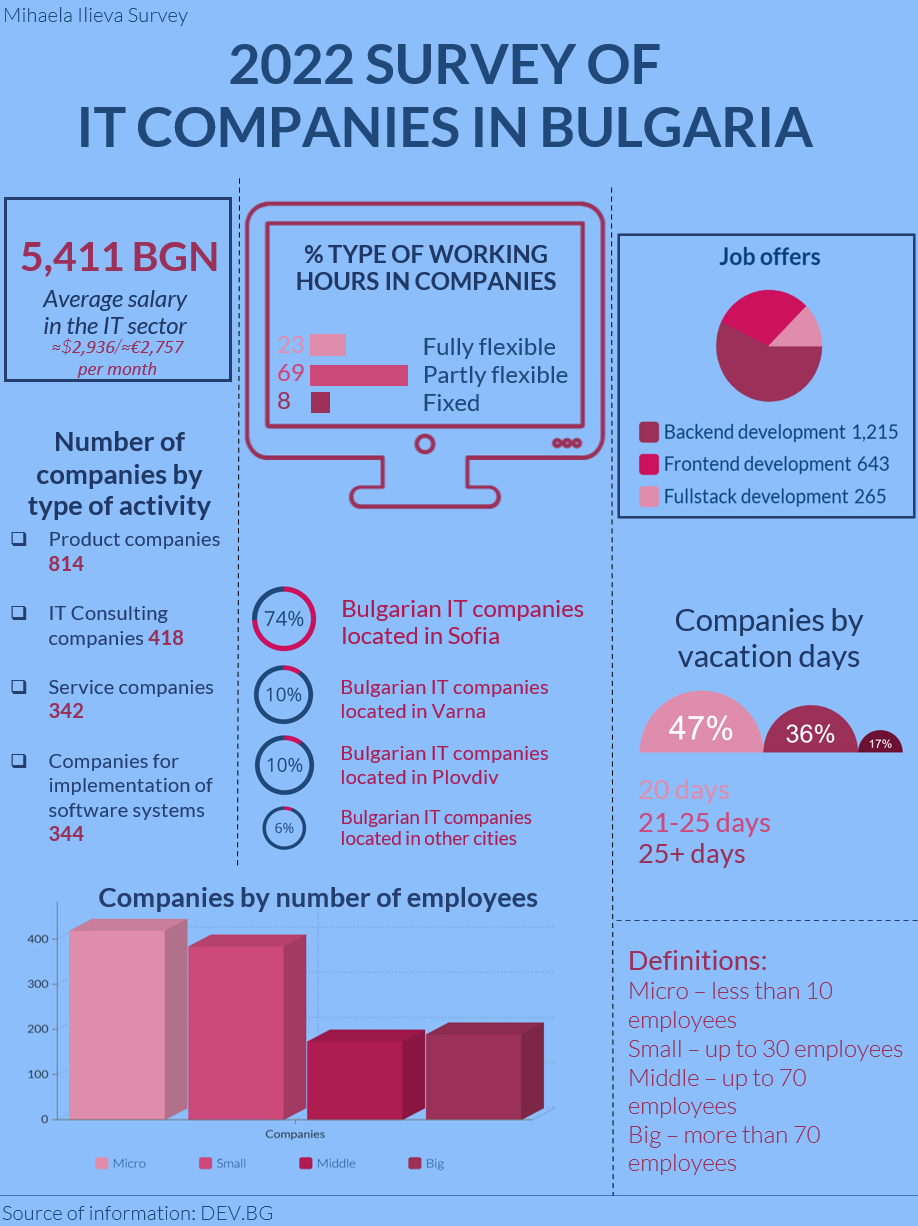 Mihaela Ilieva Survey
2022 SURVEY OF
IT COMPANIES IN BULGARIA
5,411 BGN
Average salary
in the IT sector
≈$2,936/≈€2,757
per month
Number of
companies by
type of activity
Product companies
814
IT Consulting
companies 418
Service companies
342
Companies for
implementation of
software systems
344
% TYPE OF WORKING
HOURS IN COMPANIES
23 Fully flexible
69 Partly flexible
8 Fixed
74%
Bulgarian IT companies
located in Sofia
10%
Bulgarian IT companies
located in Varna
10%
Bulgarian IT companies
located in Plovdiv
6%
Bulgarian IT companies
located in other cities
Job offers
Backend development 1,215
Frontend development 643
Fullstack development 265
Companies by
vacation days
47% 36% 17%
20 days
21-25 days
25+ days
Companies by number of employees
400
300
200
100
0
Companies
Micro Small Middle Big
Definitions:
Micro – less than 10
employees
Small – up to 30 employees
Middle – up to 70
employees
Big – more than 70
employees
Source of information: DEV.BG